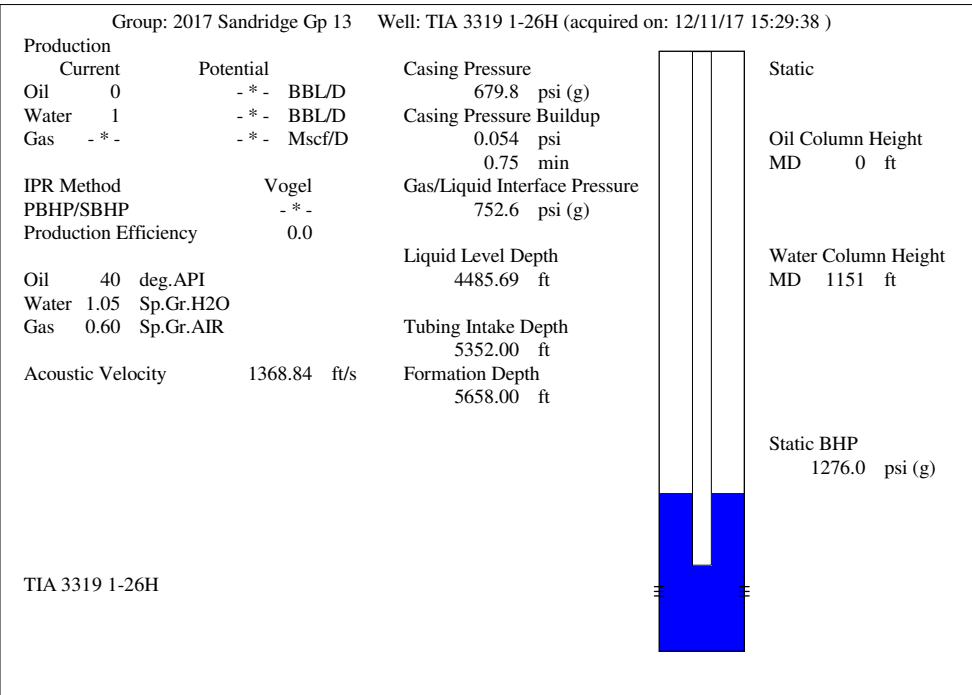 Group: 2017 Sandridge Gp 13 Well: TIA 3319 1-26H (acquired on: 12/11/17 15:29:38 )
Production
Current Potential
Oil 0 - * - BBL/D
Water 1 - * - BBL/D
Gas - * - - * - Mscf/D
IPR Method Vogel
PBHP/SBHP - * -
Production Efficiency 0.0
Oil 40 deg.API
Water 1.05 Sp.Gr.H2O
Gas 0.60 Sp.Gr.AIR
Acoustic Velocity 1368.84 ft/s
Casing Pressure
679.8 psi (g)
Casing Pressure Buildup
0.054 psi
0.75 min
Gas/Liquid Interface Pressure
752.6 psi (g)
Liquid Level Depth
4485.69 ft
Tubing Intake Depth
5352.00 ft
Formation Depth
5658.00 ft
Static
Oil Column Height
MD 0 ft
Water Column Height
MD 1151 ft
Static BHP
1276.0 psi (g)
TIA 3319 1-26H